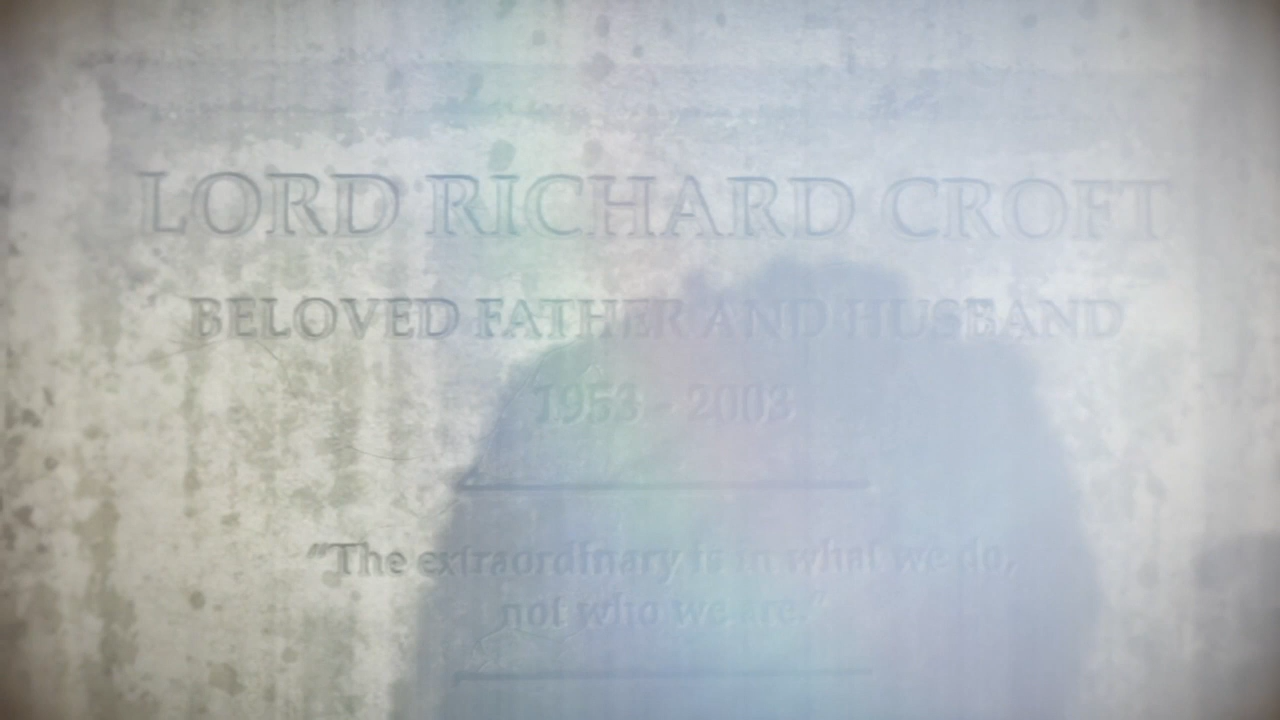 LORD RICHARD CROFT
BELOVED FATHER AND HUSBAND
1953 - 2003
“The extraordinary is in what we do,
not who we are.”